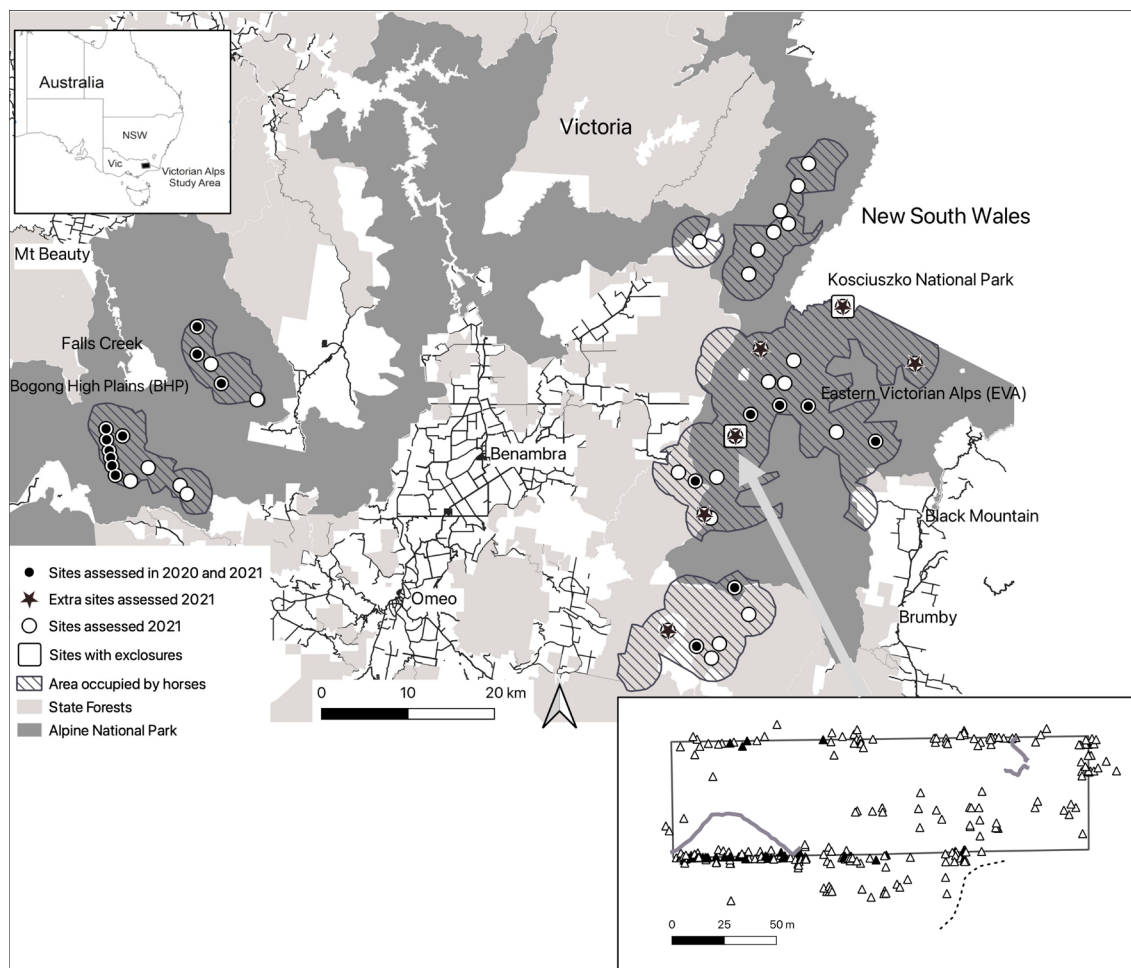 Australia
NSW
Vic
Victorian Alps
Study Area
Victoria
New South Wales
Mt Beauty
Kosciuszko National Park
Falls Creek
Bogong High Plains (BHP)
Eastern Victorian Alps (EVA)
Benambra
Black Mountain
Omeo
Brumby
Sites assessed in 2020 and 2021
Extra sites assessed 2021
Sites assessed 2021
Sites with exclosures
Area occupied by horses
State Forests
Alpine National Park
0 10 20 km
0 25 50 m